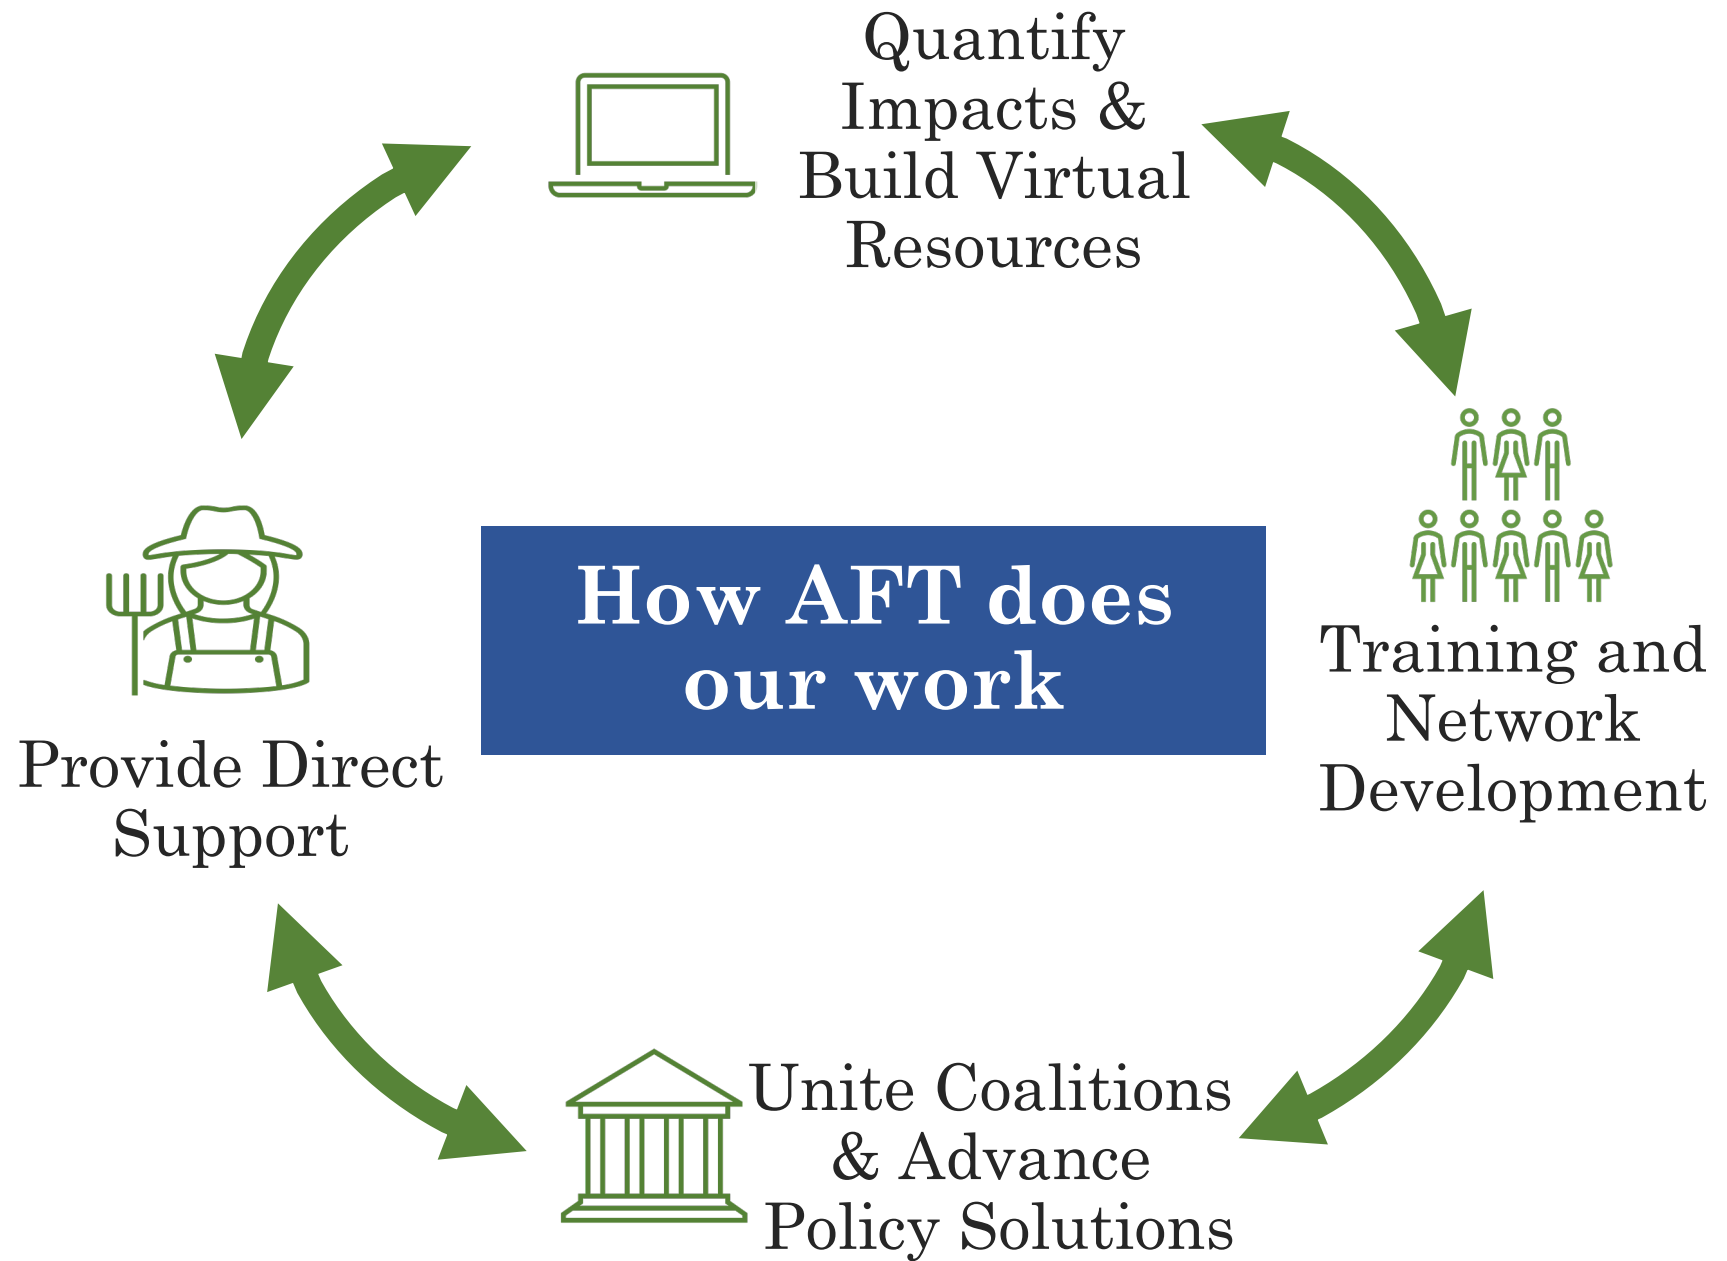 Quantify
Impacts &
Build Virtual
Resources
How AFT does
our work
Training and
Network
Development
Provide Direct
Support
Unite Coalitions
& Advance
Policy Solutions